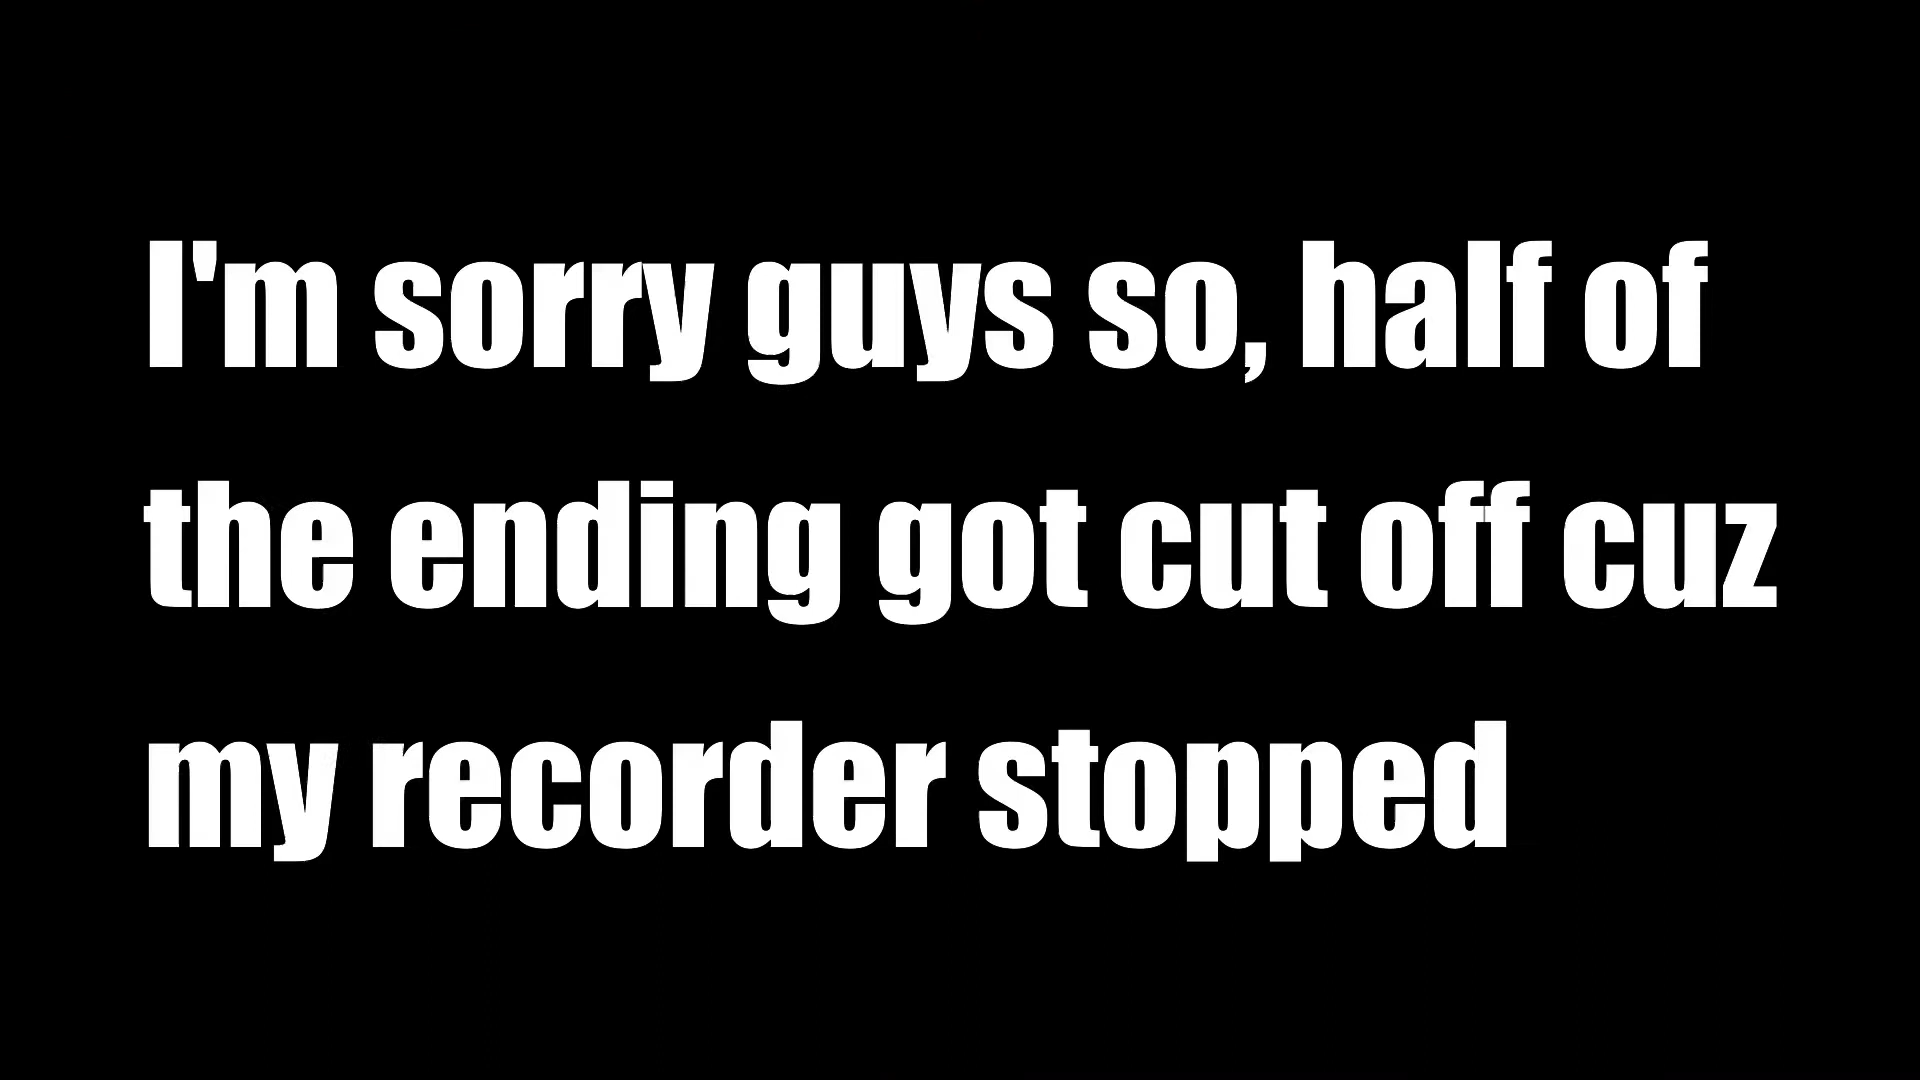 I'm sorry guys so, half of
the ending got cut off cuz
my recorder stopped